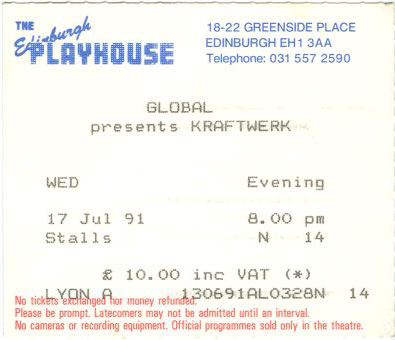 THE
Edinburgh
PLAYHOUSE
18-22 GREENSIDE PLACE
EDINBURGH EH1 3AA
Telephone: 031 557 2590
GLOBAL
presents KRAFTWERK
WED Evening
17 Jul 91 8.00 pm
Stalls N 14
£ 10.00 inc VAT (*)
LYON A 130691AL0328N 14
No tickets exchanged nor money refunded.
Please be prompt. Latecomers may not be admitted until an interval.
No cameras or recording equipment. Official programmes sold only in the theatre.